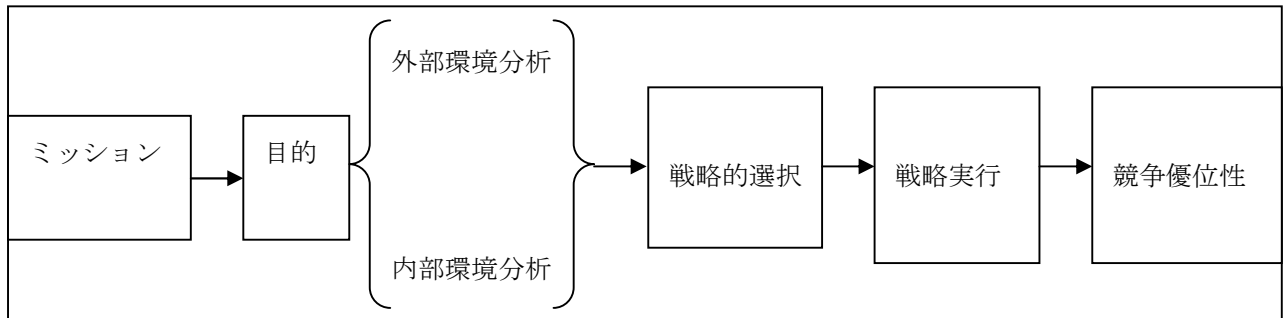 ミッション
目的
外部環境分析
内部環境分析
戦略的選択
戦略実行
競争優位性